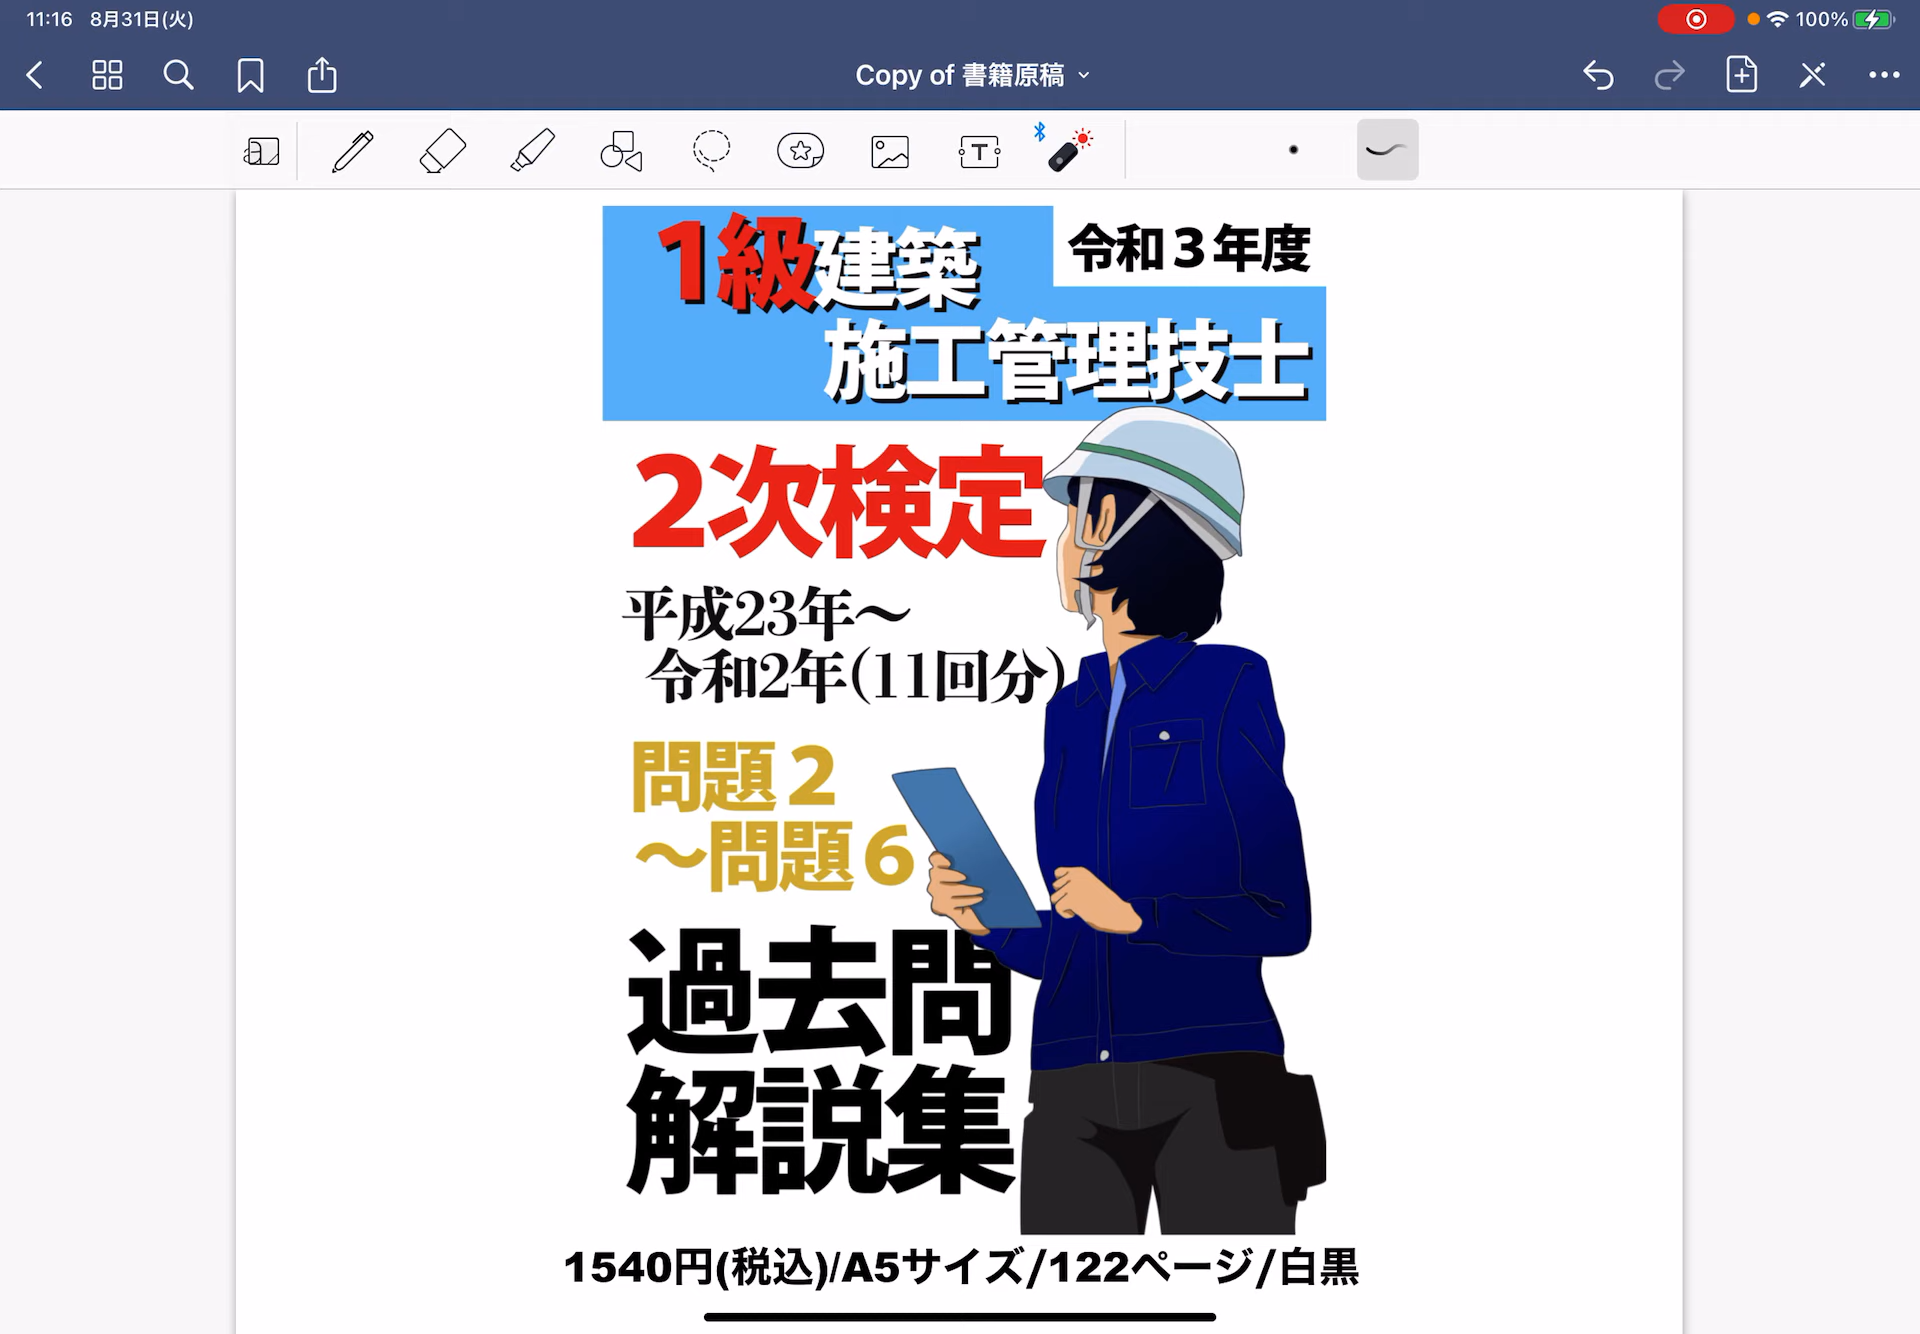 11:16 8月31日(火)
100%
Copy of 書籍原稿
T
1級建築
令和3年度
施工管理技士
2次検定
平成23年〜
令和2年(11回分)
問題2
〜問題6
過去問
解説集
1540円(税込)/A5サイズ/122ページ/白黒